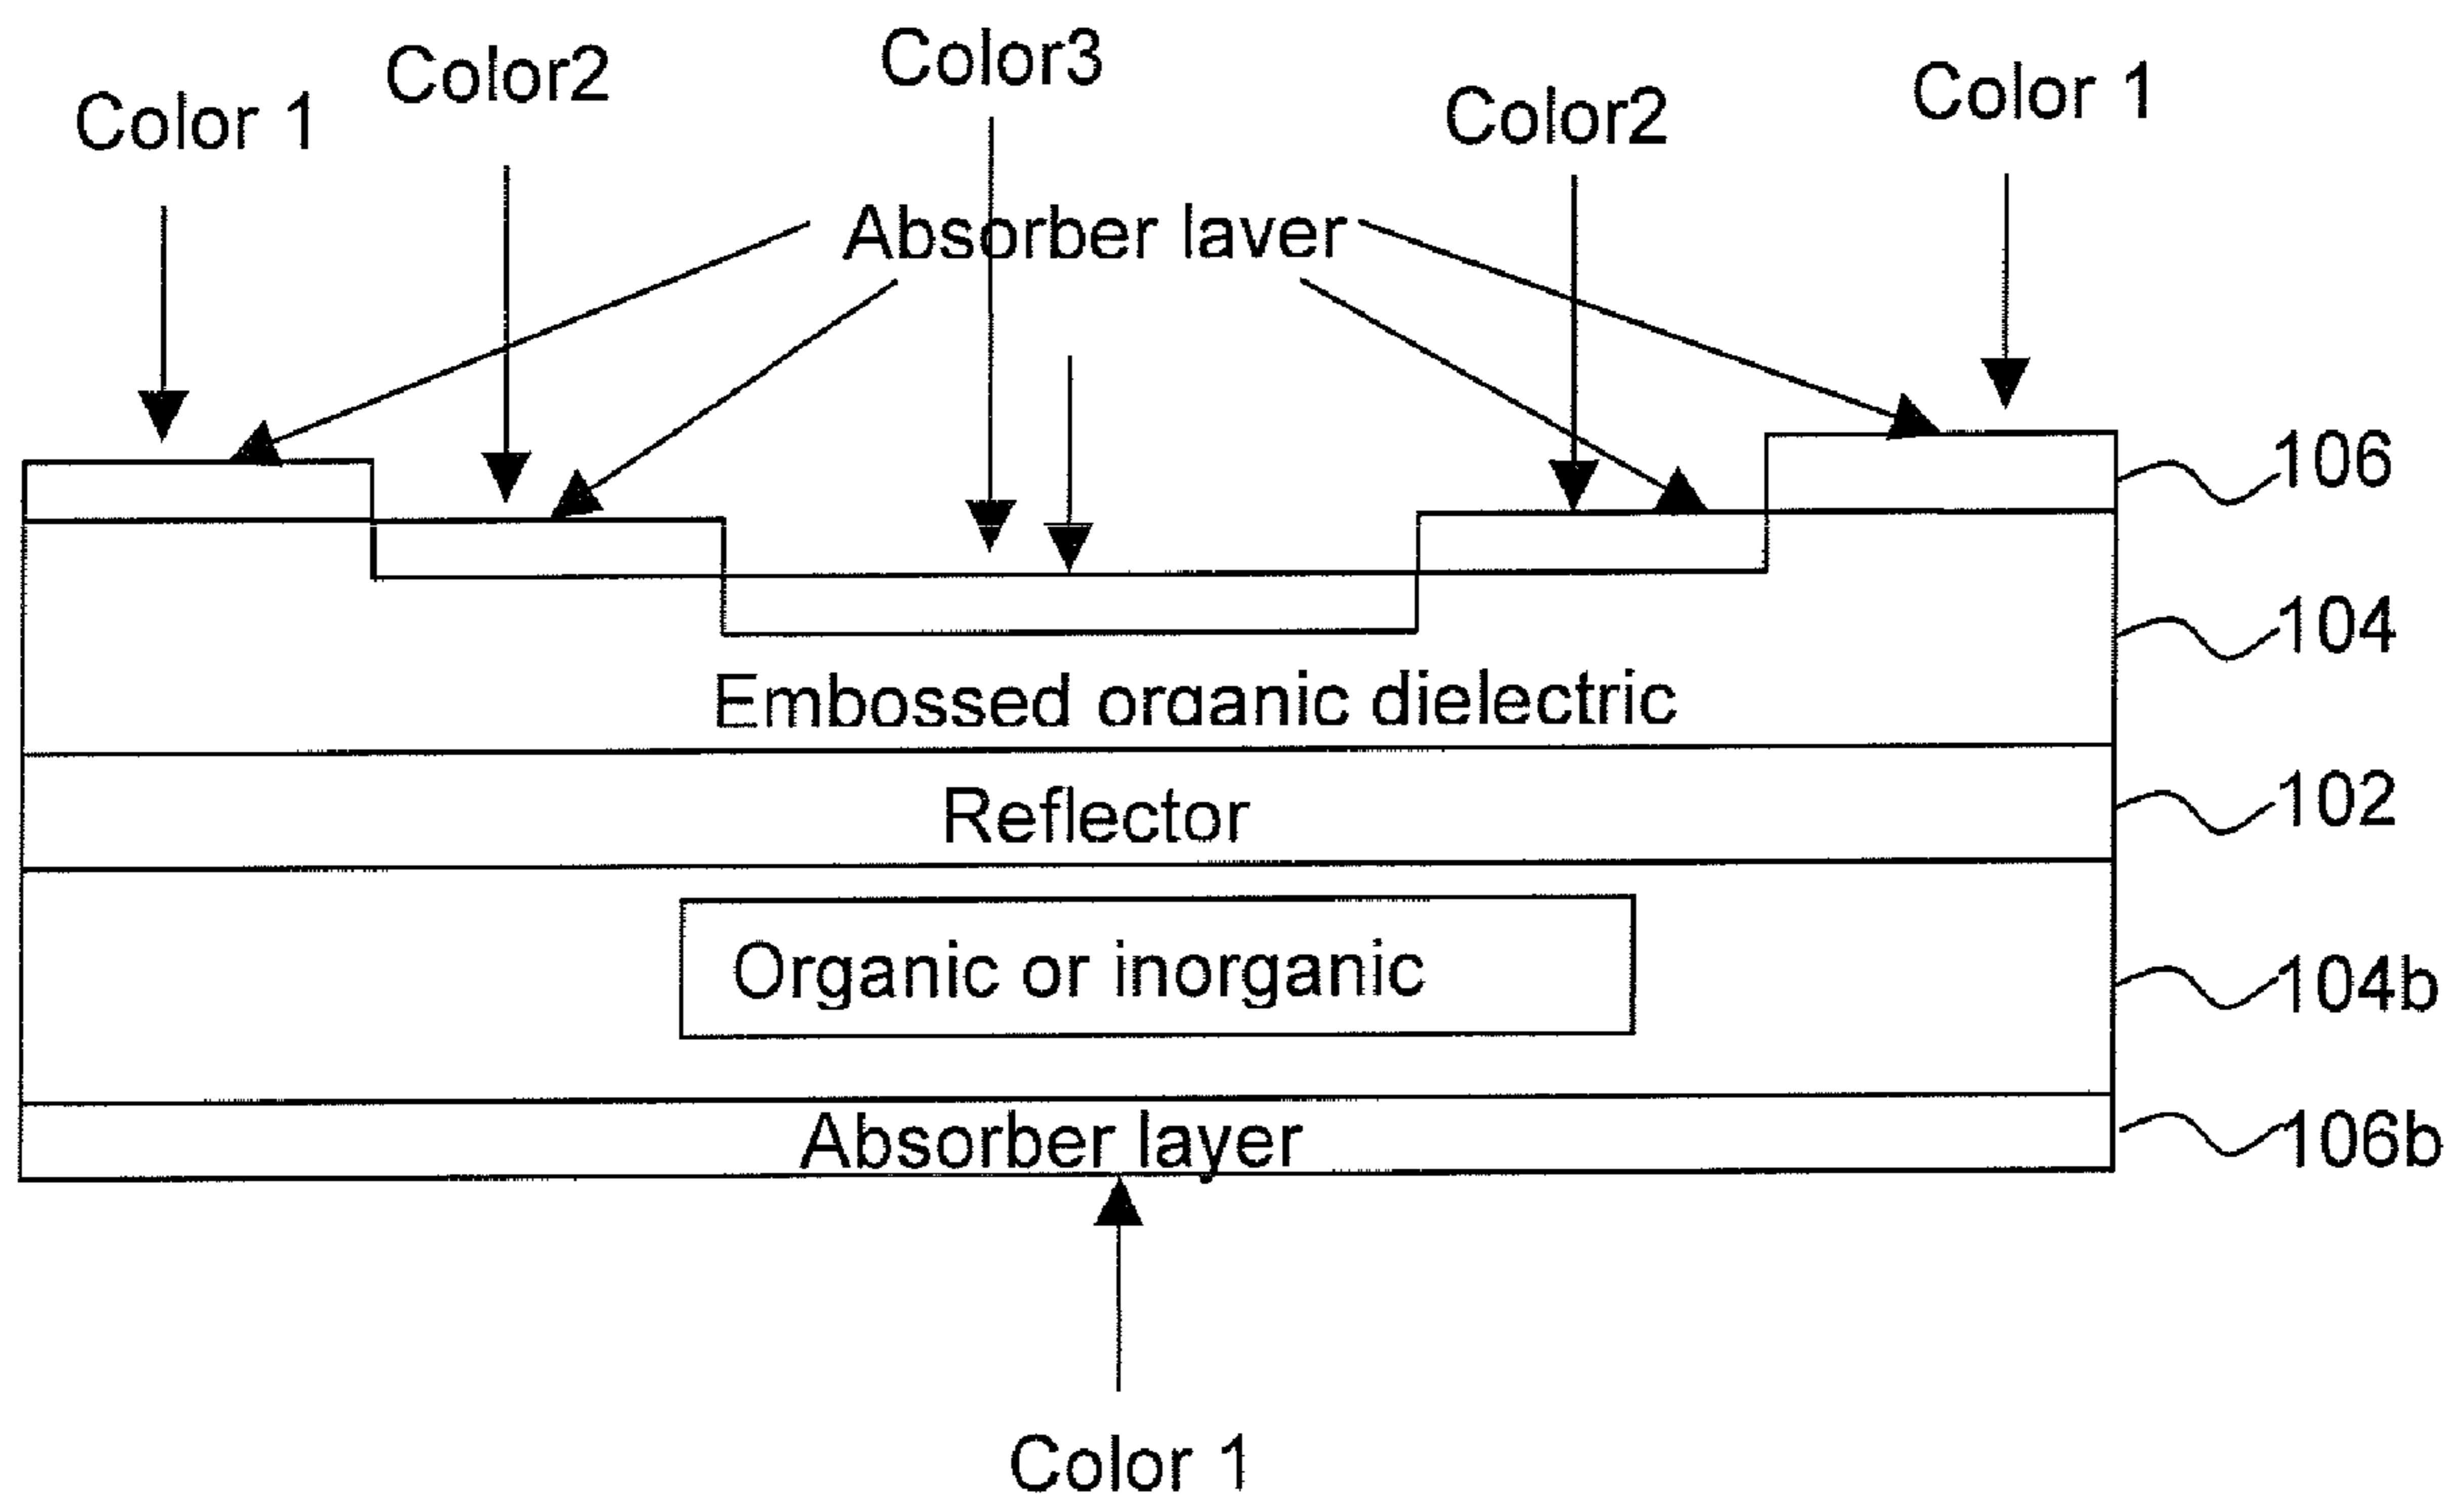 Color3
Color2
Color 1
Color2
Color 1
Absorber laver
106
104
Embossed organic dielectric
102
Reflector
Organic or inorganic
104b
Absorber layer
106b
Color 1